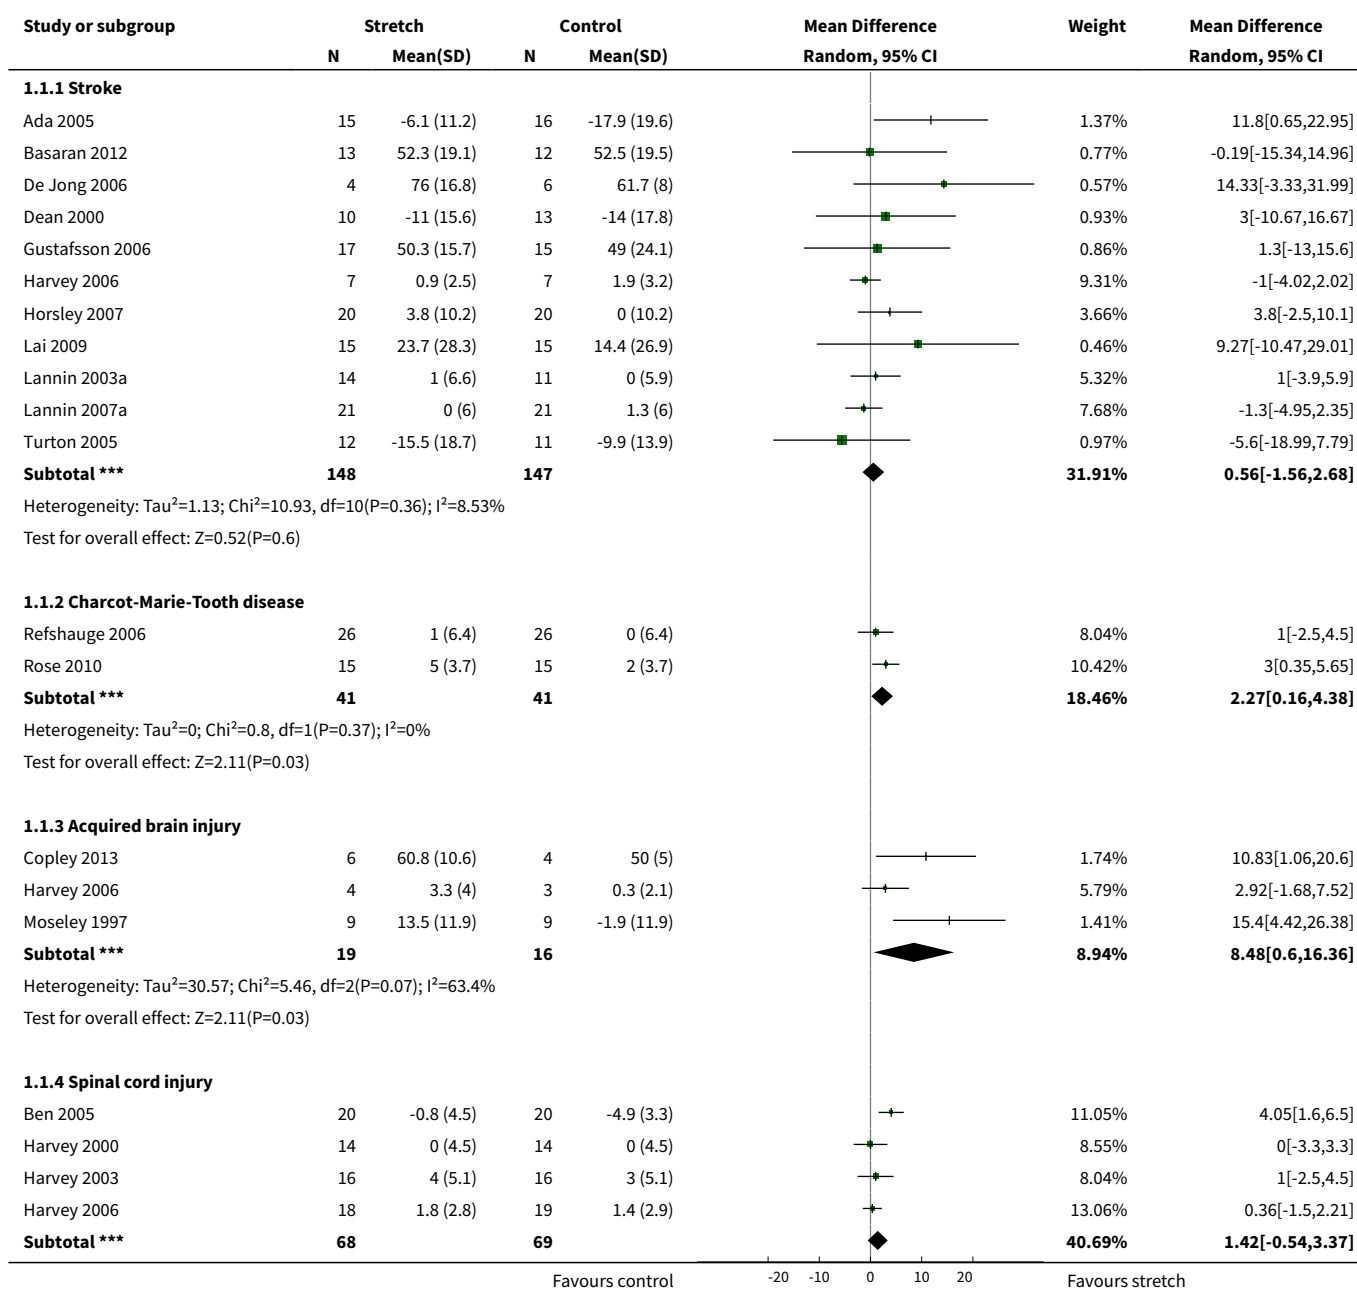 Study or subgroup Stretch Control Mean Difference Weight Mean Difference
N Mean(SD) N Mean(SD) Random, 95% CI Random, 95% CI
1.1.1 Stroke
Ada 2005 15 -6.1 (11.2) 16 -17.9 (19.6) 1.37% 11.8[0.65,22.95]
Basaran 2012 13 52.3 (19.1) 12 52.5 (19.5) 0.77% -0.19[-15.34,14.96]
De Jong 2006 4 76 (16.8) 6 61.7 (8) 0.57% 14.33[-3.33,31.99]
Dean 2000 10 -11 (15.6) 13 -14 (17.8) 0.93% 3[-10.67,16.67]
Gustafsson 2006 17 50.3 (15.7) 15 49 (24.1) 0.86% 1.3[-13,15.6]
Harvey 2006 7 0.9 (2.5) 7 1.9 (3.2) 9.31% -1[-4.02,2.02]
Horsley 2007 20 3.8 (10.2) 20 0 (10.2) 3.66% 3.8[-2.5,10.1]
Lai 2009 15 23.7 (28.3) 15 14.4 (26.9) 0.46% 9.27[-10.47,29.01]
Lannin 2003a 14 1 (6.6) 11 0 (5.9) 5.32% 1[-3.9,5.9]
Lannin 2007a 21 0 (6) 21 1.3 (6) 7.68% -1.3[-4.95,2.35]
Turton 2005 12 -15.5 (18.7) 11 -9.9 (13.9) 0.97% -5.6[-18.99,7.79]
Subtotal *** 148 147 31.91% 0.56[-1.56,2.68]
Heterogeneity: Tau²=1.13; Chi²=10.93, df=10(P=0.36); I²=8.53%
Test for overall effect: Z=0.52(P=0.6)
1.1.2 Charcot-Marie-Tooth disease
Refshauge 2006 26 1 (6.4) 26 0 (6.4) 8.04% 1[-2.5,4.5]
Rose 2010 15 5 (3.7) 15 2 (3.7) 10.42% 3[0.35,5.65]
Subtotal *** 41 41 18.46% 2.27[0.16,4.38]
Heterogeneity: Tau²=0; Chi²=0.8, df=1(P=0.37); I²=0%
Test for overall effect: Z=2.11(P=0.03)
1.1.3 Acquired brain injury
Copley 2013 6 60.8 (10.6) 4 50 (5) 1.74% 10.83[1.06,20.6]
Harvey 2006 4 3.3 (4) 3 0.3 (2.1) 5.79% 2.92[-1.68,7.52]
Moseley 1997 9 13.5 (11.9) 9 -1.9 (11.9) 1.41% 15.4[4.42,26.38]
Subtotal *** 19 16 8.94% 8.48[0.6,16.36]
Heterogeneity: Tau²=30.57; Chi²=5.46, df=2(P=0.07); I²=63.4%
Test for overall effect: Z=2.11(P=0.03)
1.1.4 Spinal cord injury
Ben 2005 20 -0.8 (4.5) 20 -4.9 (3.3) 11.05% 4.05[1.6,6.5]
Harvey 2000 14 0 (4.5) 14 0 (4.5) 8.55% 0[-3.3,3.3]
Harvey 2003 16 4 (5.1) 16 3 (5.1) 8.04% 1[-2.5,4.5]
Harvey 2006 18 1.8 (2.8) 19 1.4 (2.9) 13.06% 0.36[-1.5,2.21]
Subtotal *** 68 69 40.69% 1.42[-0.54,3.37]
Favours control -20 -10 0 10 20 Favours stretch